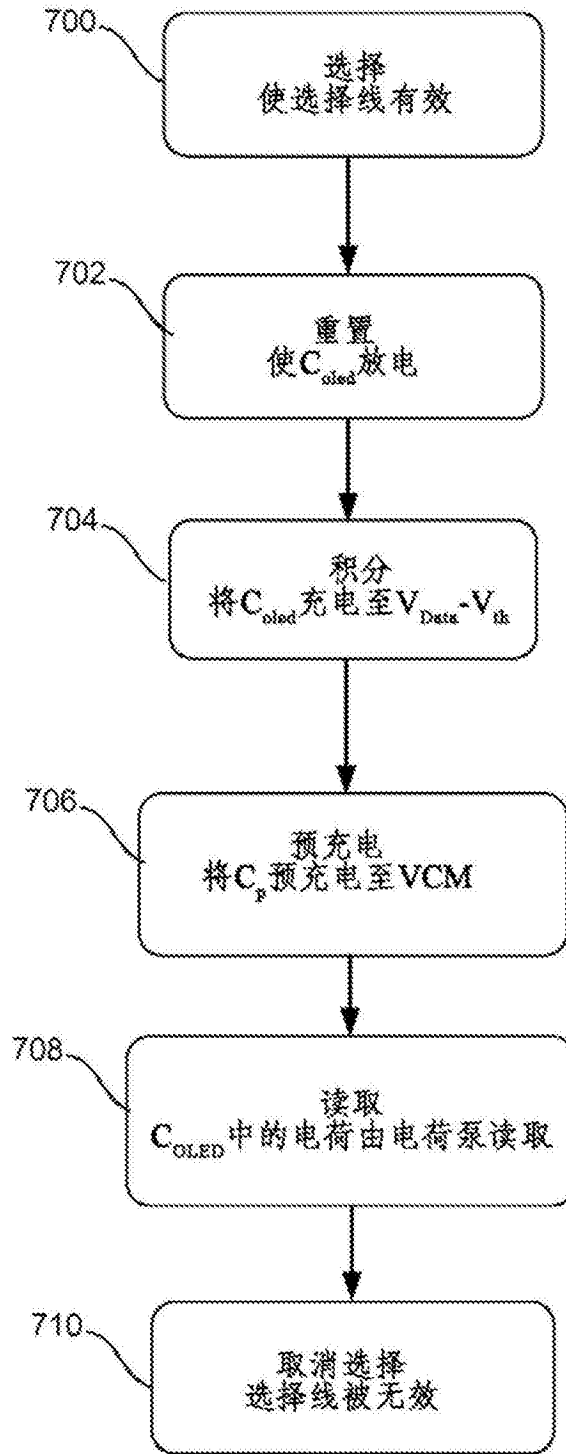 700
选择
使选择线有效
702
重置
使C_oled放电
704
积分
将C_oled充电至V_Data-V_th
706
预充电
将C_p预充电至VCM
708
读取
C_OLED中的电荷由电荷泵读取
710
取消选择
选择线被无效